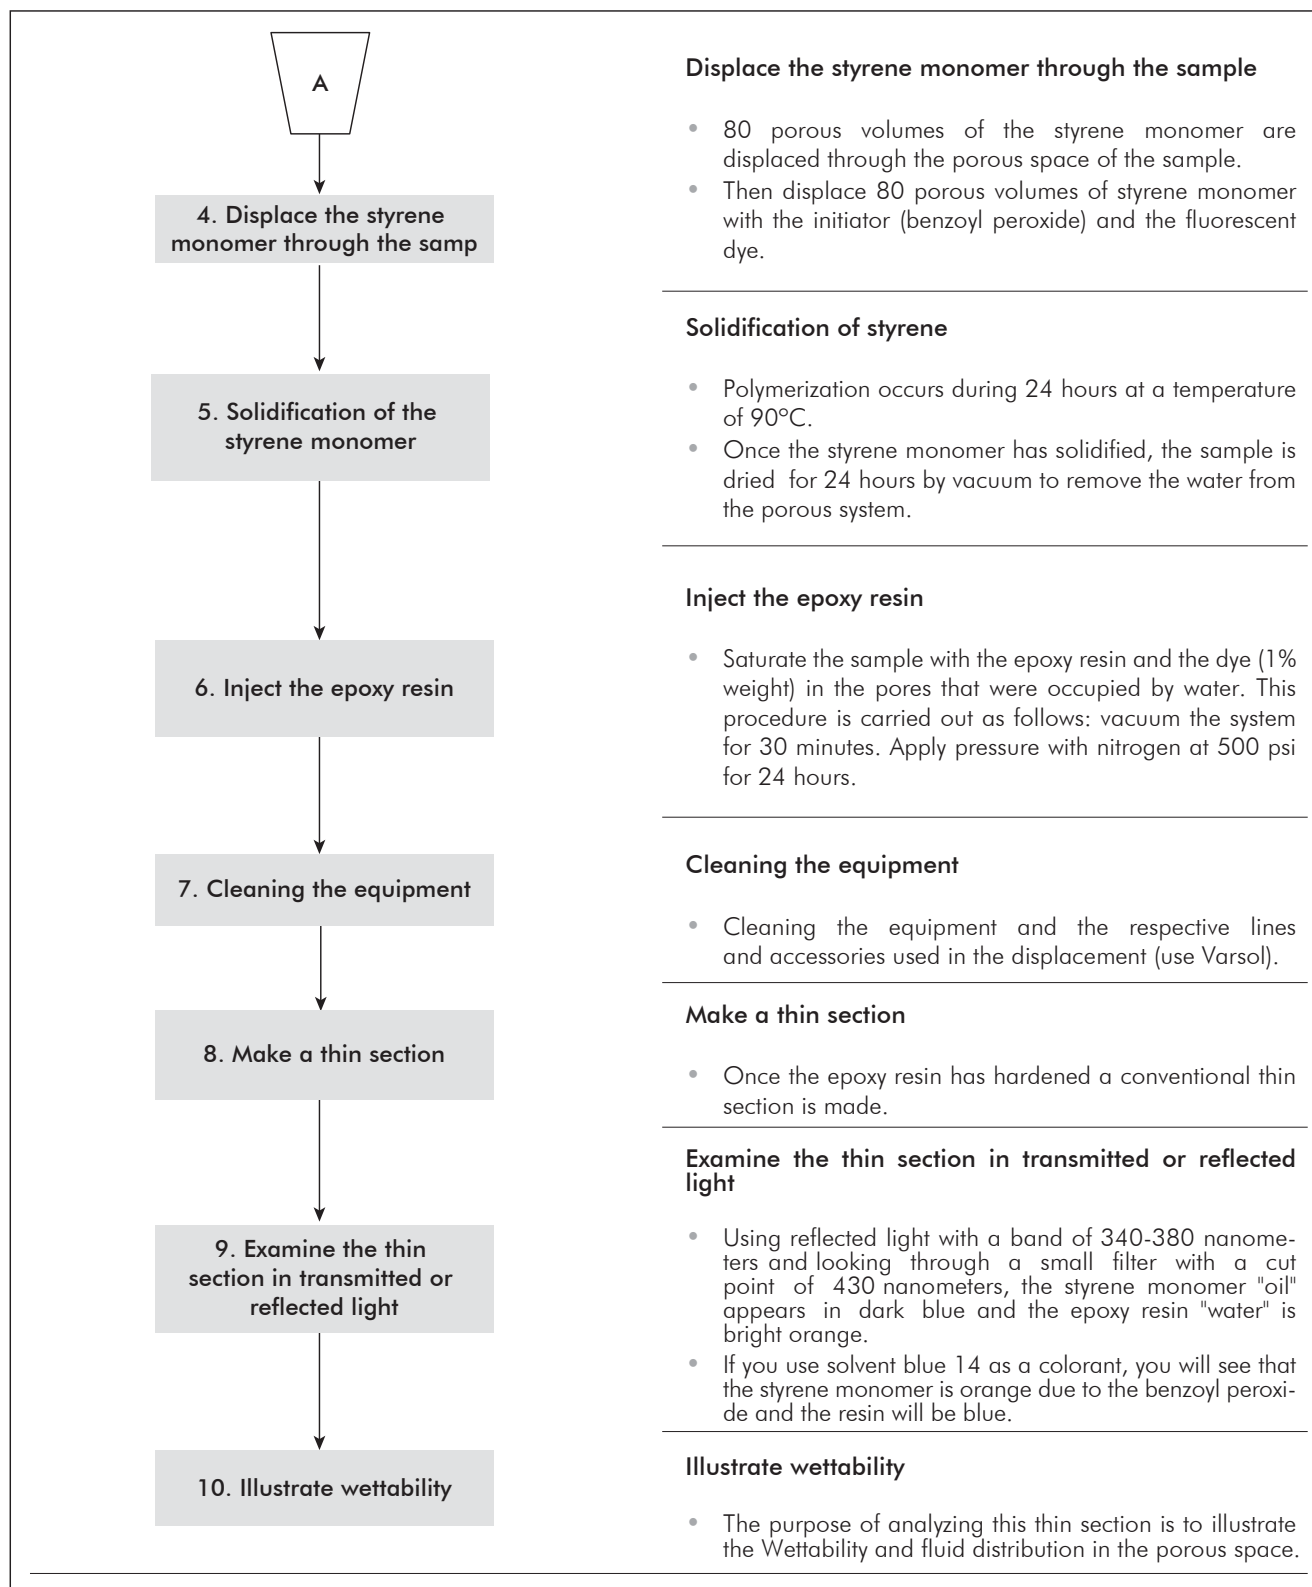 A
4. Displace the styrene
monomer through the samp
5. Solidification of the
styrene monomer
6. Inject the epoxy resin
7. Cleaning the equipment
8. Make a thin section
9. Examine the thin
section in transmitted or
reflected light
10. Illustrate wettability
Displace the styrene monomer through the sample
• 80 porous volumes of the styrene monomer are
displaced through the porous space of the sample.
• Then displace 80 porous volumes of styrene monomer
with the initiator (benzoyl peroxide) and the fluorescent
dye.
Solidification of styrene
• Polymerization occurs during 24 hours at a temperature
of 90ºC.
• Once the styrene monomer has solidified, the sample is
dried for 24 hours by vacuum to remove the water from
the porous system.
Inject the epoxy resin
• Saturate the sample with the epoxy resin and the dye (1%
weight) in the pores that were occupied by water. This
procedure is carried out as follows: vacuum the system
for 30 minutes. Apply pressure with nitrogen at 500 psi
for 24 hours.
Cleaning the equipment
• Cleaning the equipment and the respective lines
and accessories used in the displacement (use Varsol).
Make a thin section
• Once the epoxy resin has hardened a conventional thin
section is made.
Examine the thin section in transmitted or reflected
light
• Using reflected light with a band of 340-380 nanome-
ters and looking through a small filter with a cut
point of 430 nanometers, the styrene monomer "oil"
appears in dark blue and the epoxy resin "water" is
bright orange.
• If you use solvent blue 14 as a colorant, you will see that
the styrene monomer is orange due to the benzoyl peroxi-
de and the resin will be blue.
Illustrate wettability
• The purpose of analyzing this thin section is to illustrate
the Wettability and fluid distribution in the porous space.